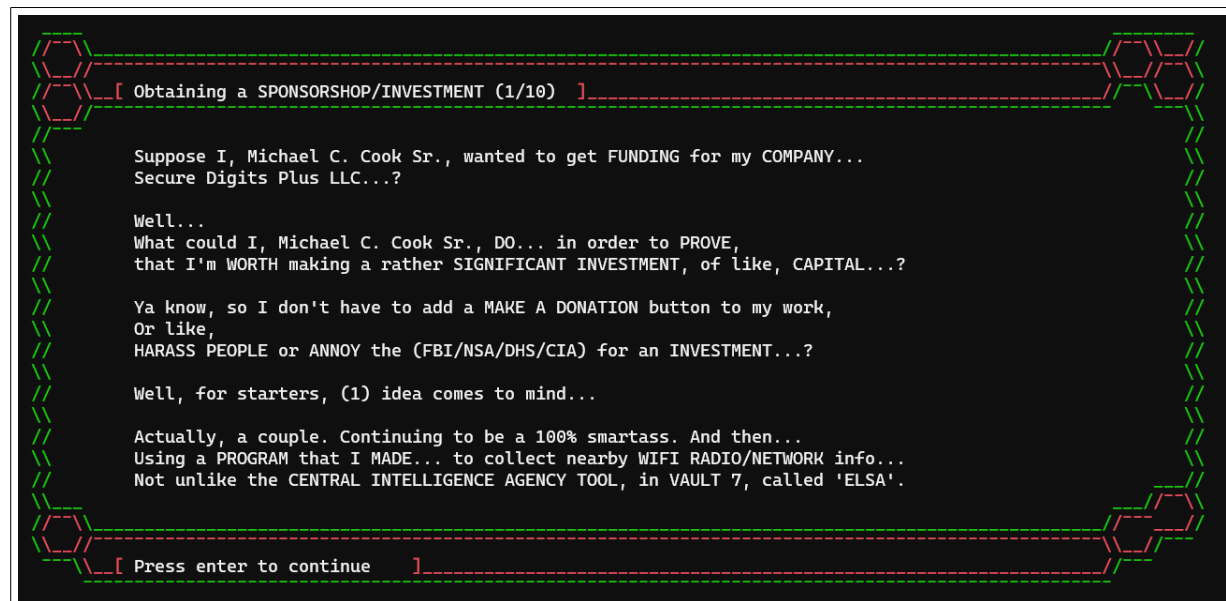 Obtaining a SPONSORSHOP/INVESTMENT (1/10)
Suppose I, Michael C. Cook Sr., wanted to get FUNDING for my COMPANY...
Secure Digits Plus LLC...?
Well...
What could I, Michael C. Cook Sr., DO... in order to PROVE,
that I'm WORTH making a rather SIGNIFICANT INVESTMENT, of like, CAPITAL...?
Ya know, so I don't have to add a MAKE A DONATION button to my work,
Or like,
HARASS PEOPLE or ANNOY the (FBI/NSA/DHS/CIA) for an INVESTMENT...?
Well, for starters, (1) idea comes to mind...
Actually, a couple. Continuing to be a 100% smartass. And then...
Using a PROGRAM that I MADE... to collect nearby WIFI RADIO/NETWORK info...
Not unlike the CENTRAL INTELLIGENCE AGENCY TOOL, in VAULT 7, called 'ELSA'.
Press enter to continue